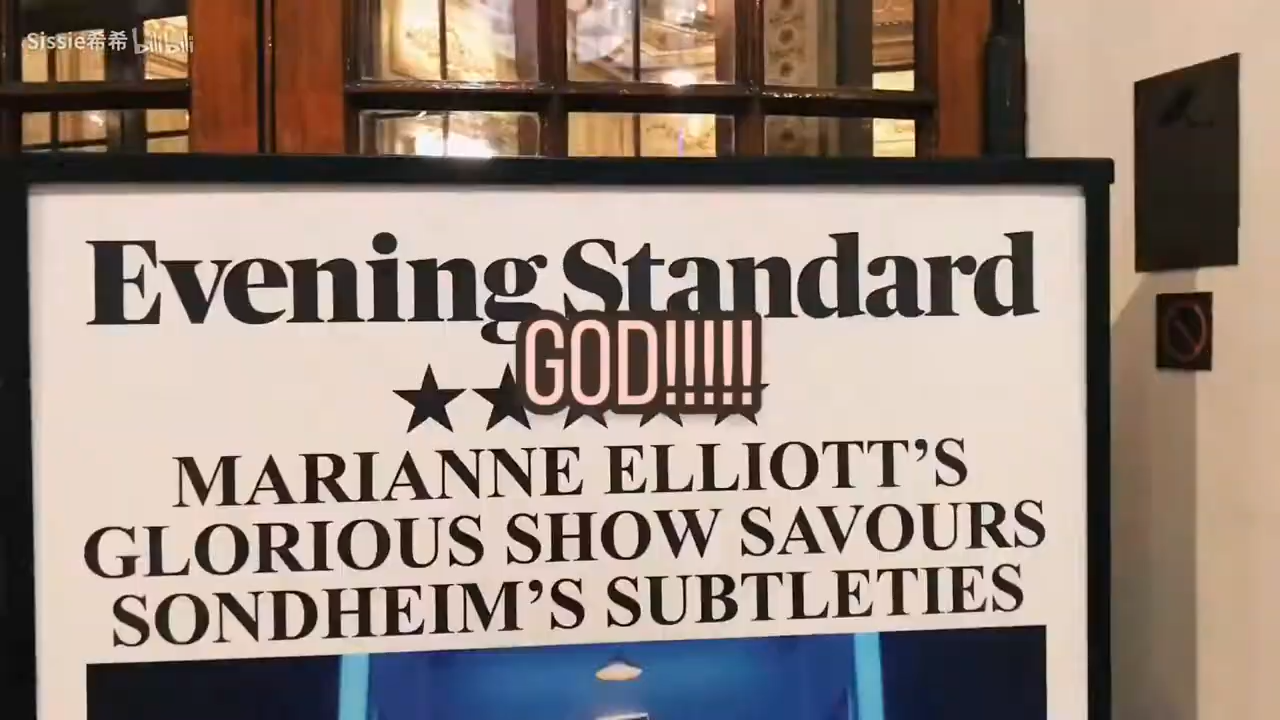 Sissie希希 bilibili
Evening Standard
GOD!!!!!
★★★★★
MARIANNE ELLIOTT'S
GLORIOUS SHOW SAVOURS
SONDHEIM'S SUBTLETIES